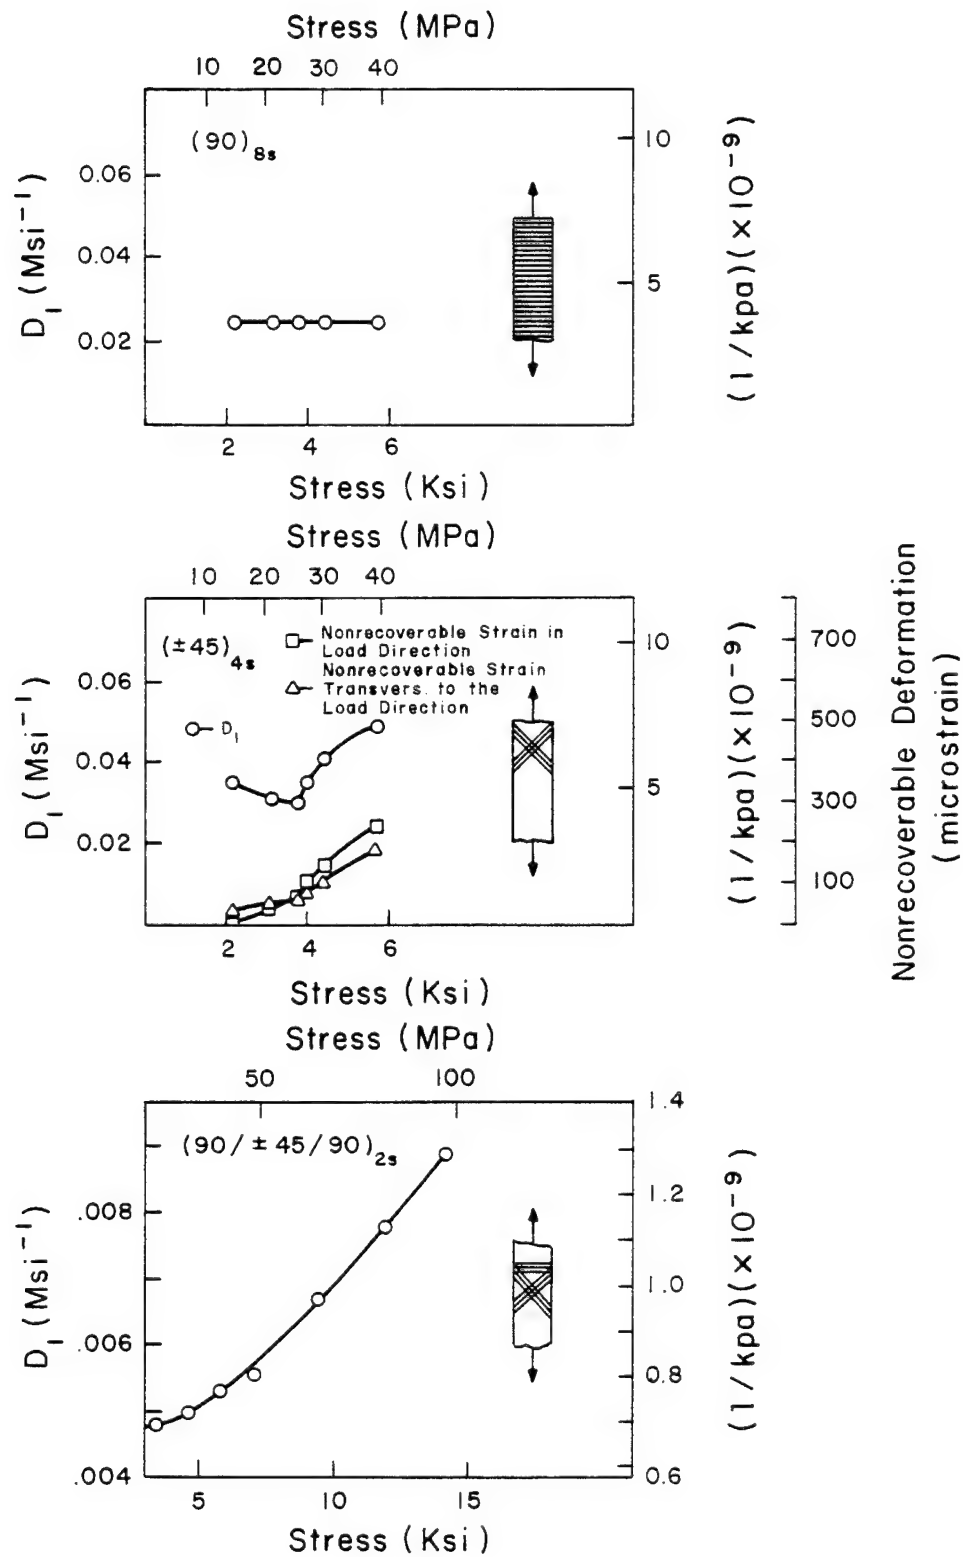 Stress (MPa)
10 20 30 40
(90)8s
D1 (Msi-1)
0.06
0.04
0.02
10
5
(1/kpa)(×10-9)
2 4 6
Stress (Ksi)
Stress (MPa)
10 20 30 40
(±45)4s
Nonrecoverable Strain in
Load Direction
Nonrecoverable Strain
Transvers. to the
Load Direction
D1
D1 (Msi-1)
0.06
0.04
0.02
10
5
(1/kpa)(×10-9)
700
500
300
100
Nonrecoverable Deformation
(microstrain)
2 4 6
Stress (Ksi)
Stress (MPa)
50 100
(90/±45/90)2s
D1 (Msi-1)
.008
.006
.004
1.4
1.2
1.0
0.8
0.6
(1/kpa)(×10-9)
5 10 15
Stress (Ksi)